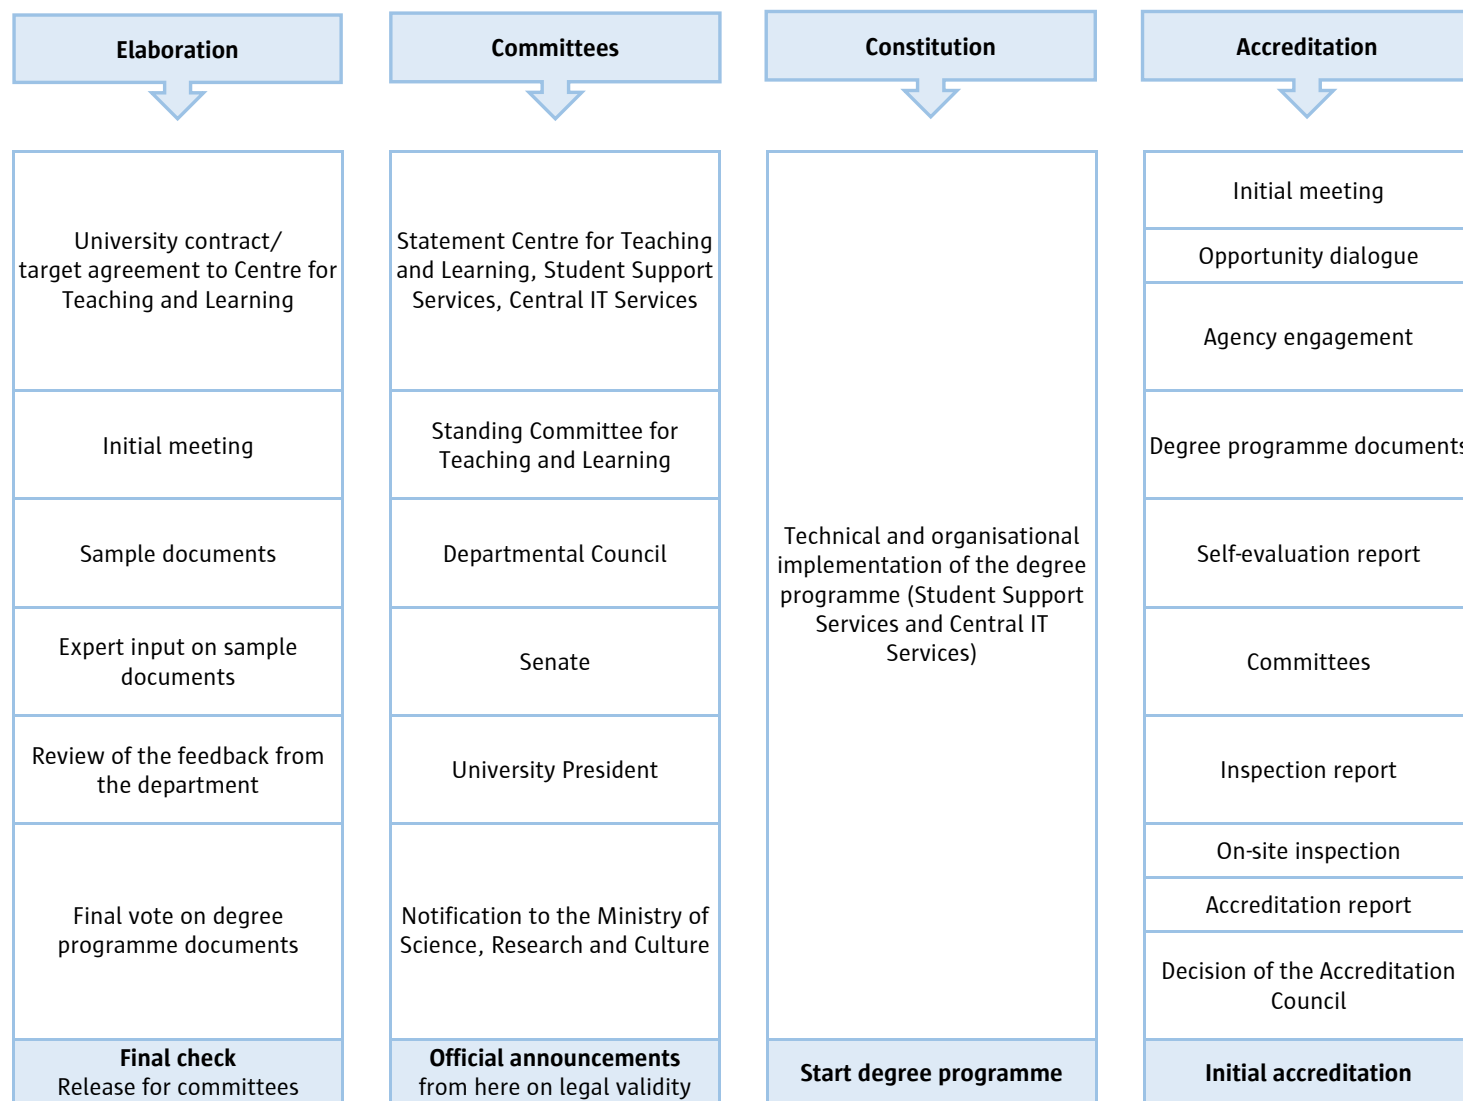 Elaboration
University contract/
target agreement to Centre for
Teaching and Learning
Initial meeting
Sample documents
Expert input on sample
documents
Review of the feedback from
the department
Final vote on degree
programme documents
Final check
Release for committees
Committees
Statement Centre for Teaching
and Learning, Student Support
Services, Central IT Services
Standing Committee for
Teaching and Learning
Departmental Council
Senate
University President
Notification to the Ministry of
Science, Research and Culture
Official announcements
from here on legal validity
Constitution
Technical and organisational
implementation of the degree
programme (Student Support
Services and Central IT
Services)
Start degree programme
Accreditation
Initial meeting
Opportunity dialogue
Agency engagement
Degree programme documents
Self-evaluation report
Committees
Inspection report
On-site inspection
Accreditation report
Decision of the Accreditation
Council
Initial accreditation